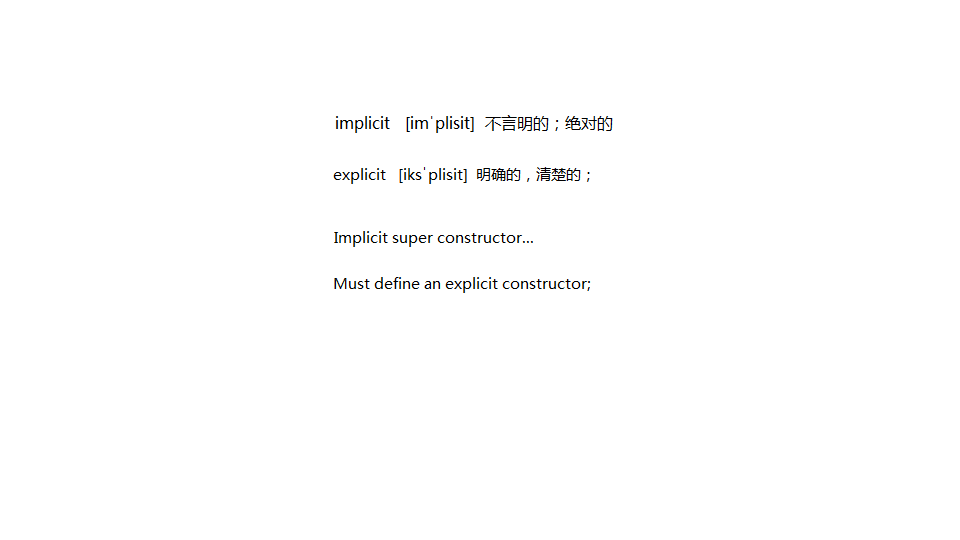 implicit [imˈplisit] 不言明的；绝对的
explicit [iksˈplisit] 明确的，清楚的；
Implicit super constructor...
Must define an explicit constructor;